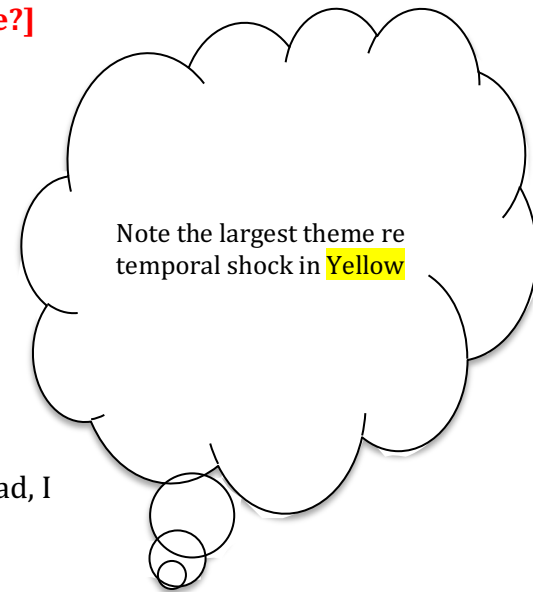 e?]
Note the largest theme re
temporal shock in Yellow
ad, I